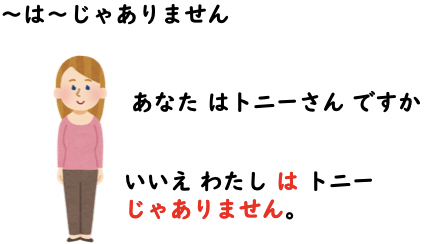 ～は～じゃありません
あなた はトニーさん ですか
いいえ わたし は トニー
じゃありません。